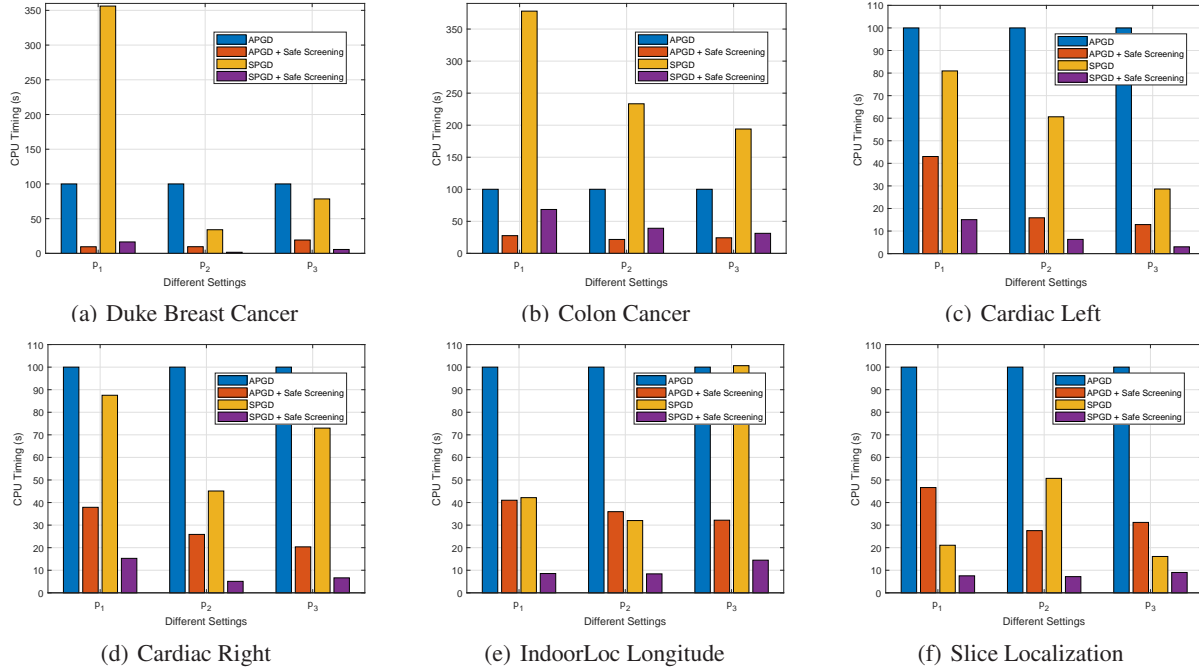 350
300
250
200
150
100
50
0
CPU Timing (s)
APGD
APGD + Safe Screening
SPGD
SPGD + Safe Screening
p1
p2
p3
Different Settings
(a) Duke Breast Cancer
350
300
250
200
150
100
50
0
CPU Timing (s)
APGD
APGD + Safe Screening
SPGD
SPGD + Safe Screening
p1
p2
p3
Different Settings
(b) Colon Cancer
110
100
90
80
70
60
50
40
30
20
10
0
CPU Timing (s)
APGD
APGD + Safe Screening
SPGD
SPGD + Safe Screening
p1
p2
p3
Different Settings
(c) Cardiac Left
110
100
90
80
70
60
50
40
30
20
10
0
CPU Timing (s)
APGD
APGD + Safe Screening
SPGD
SPGD + Safe Screening
p1
p2
p3
Different Settings
(d) Cardiac Right
110
100
90
80
70
60
50
40
30
20
10
0
CPU Timing (s)
APGD
APGD + Safe Screening
SPGD
SPGD + Safe Screening
p1
p2
p3
Different Settings
(e) IndoorLoc Longitude
110
100
90
80
70
60
50
40
30
20
10
0
CPU Timing (s)
APGD
APGD + Safe Screening
SPGD
SPGD + Safe Screening
p1
p2
p3
Different Settings
(f) Slice Localization